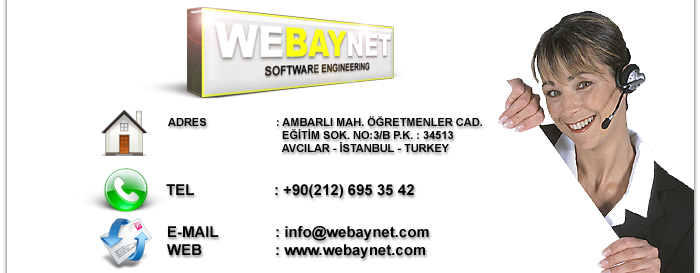 WEBAYNET
SOFTWARE ENGINEERING
ADRES : AMBARLI MAH. ÖĞRETMENLER CAD.
EĞİTİM SOK. NO:3/B P.K. : 34513
AVCILAR - İSTANBUL - TURKEY
TEL : +90(212) 695 35 42
E-MAIL : info@webaynet.com
WEB : www.webaynet.com